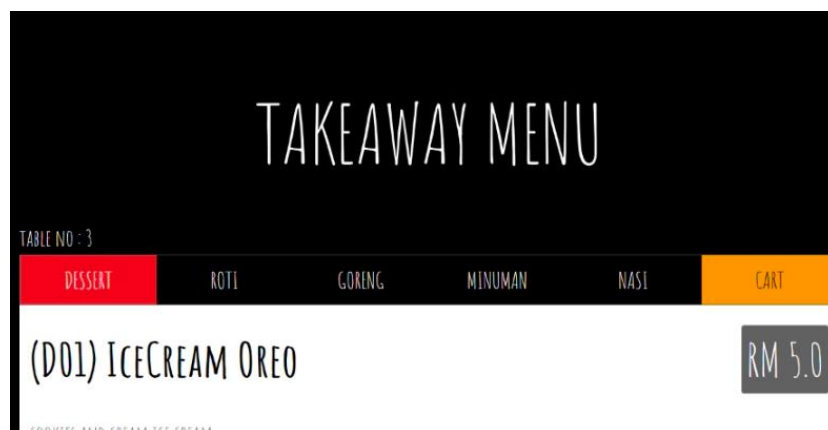 TAKEAWAY MENU
TABLE NO : 3
DESSERT ROTI GORENG MINUMAN NASI CART
(D01) ICECREAM OREO RM 5.0